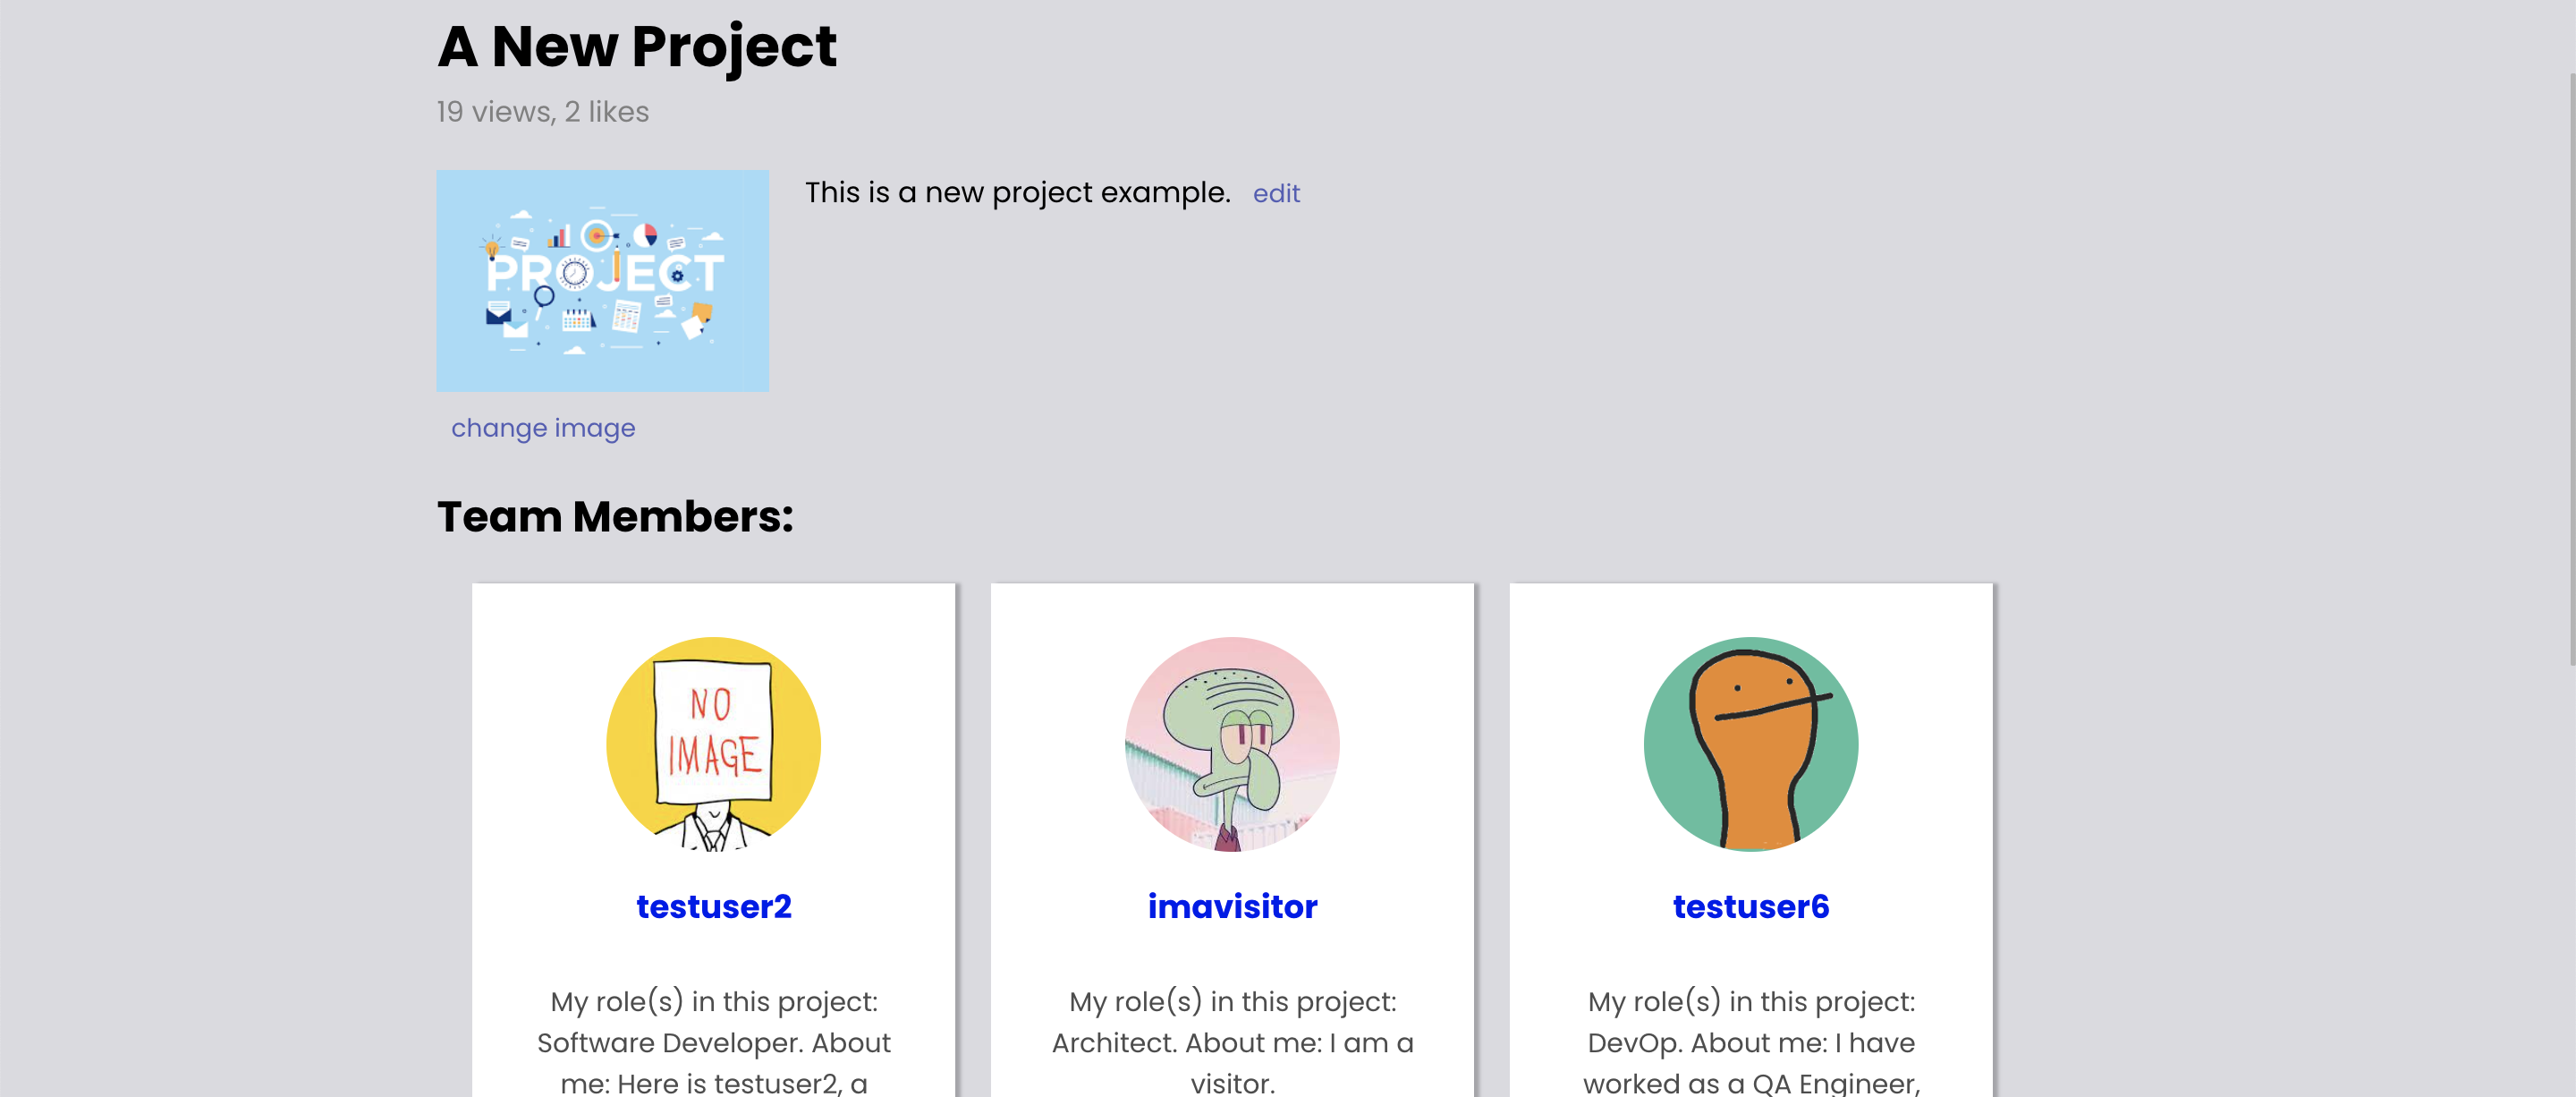 A New Project
19 views, 2 likes
PROJECT
This is a new project example. edit
change image
Team Members:
NO
IMAGE
testuser2
My role(s) in this project:
Software Developer. About
me: Here is testuser2, a
imavisitor
My role(s) in this project:
Architect. About me: I am a
visitor.
testuser6
My role(s) in this project:
DevOp. About me: I have
worked as a QA Engineer,